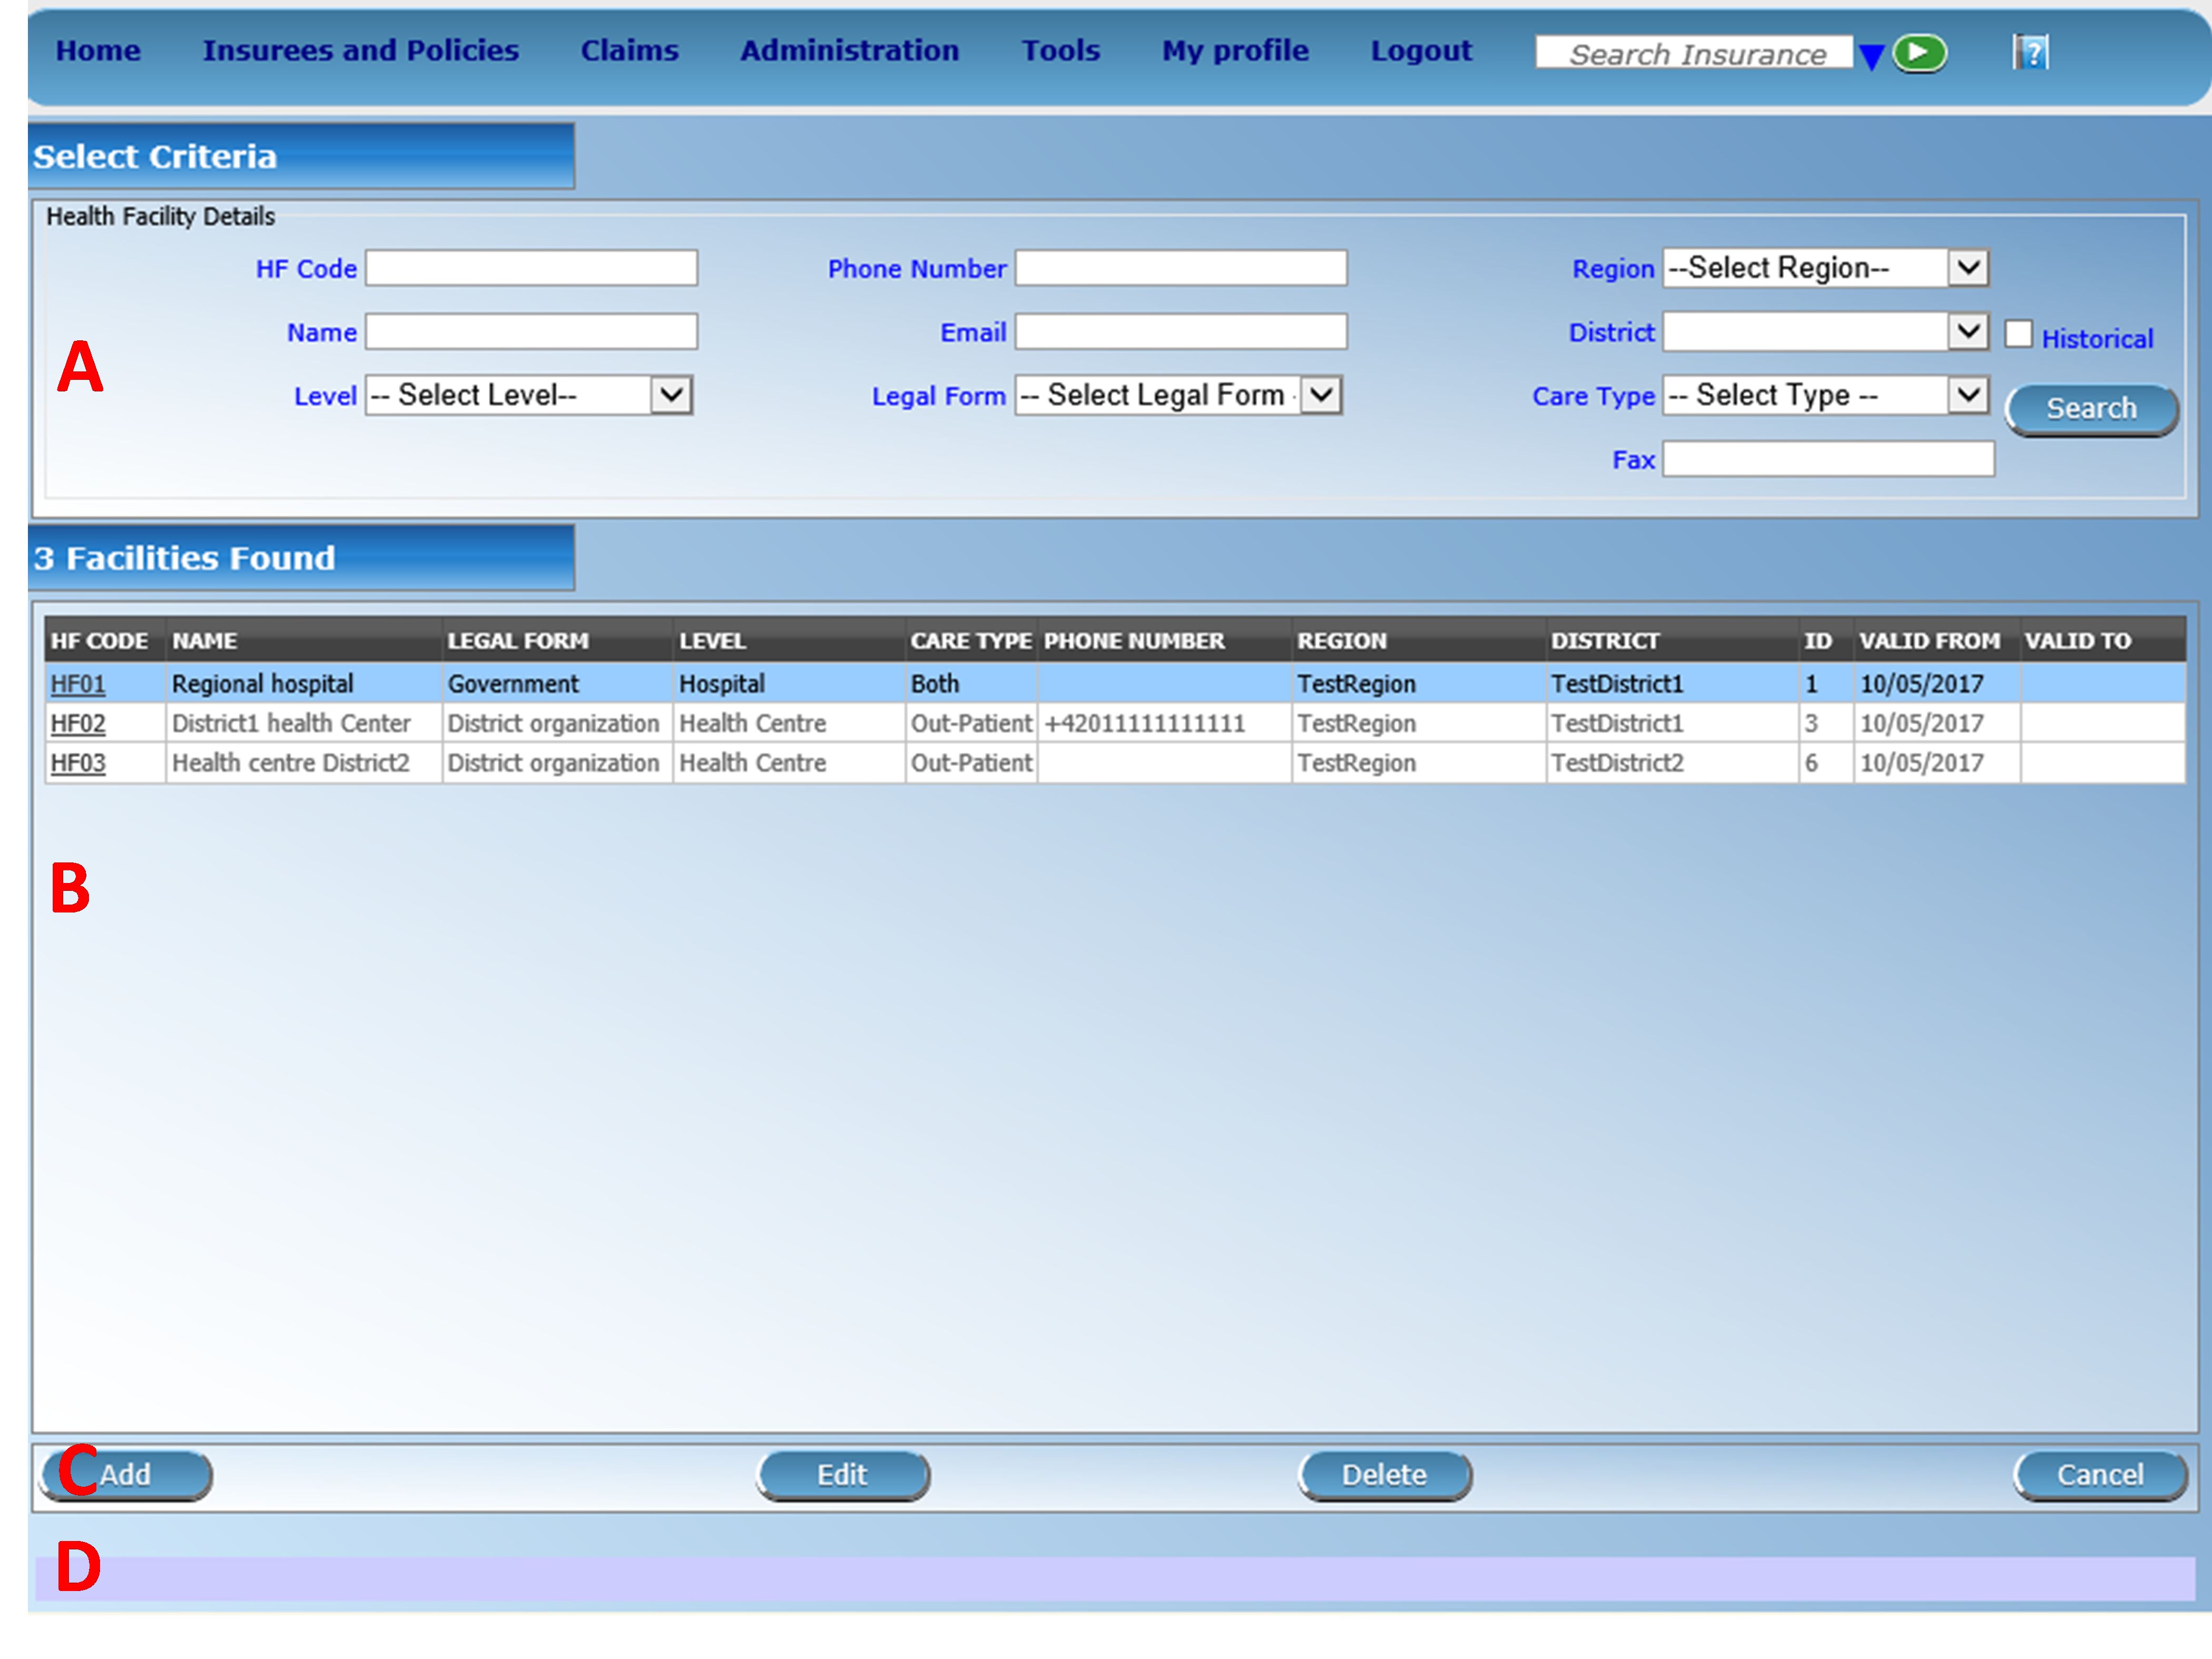 Home Insurees and Policies Claims Administration Tools My profile Logout Search Insurance ?
Select Criteria
Health Facility Details
HF Code Phone Number Region --Select Region--
Name Email District Historical
A
Level -- Select Level-- Legal Form -- Select Legal Form - Care Type -- Select Type -- Search
Fax
3 Facilities Found
HF CODE NAME LEGAL FORM LEVEL CARE TYPE PHONE NUMBER REGION DISTRICT ID VALID FROM VALID TO
HF01 Regional hospital Government Hospital Both TestRegion TestDistrict1 1 10/05/2017
HF02 District1 health Center District organization Health Centre Out-Patient +42011111111111 TestRegion TestDistrict1 3 10/05/2017
HF03 Health centre District2 District organization Health Centre Out-Patient TestRegion TestDistrict2 6 10/05/2017
B
C Add Edit Delete Cancel
D